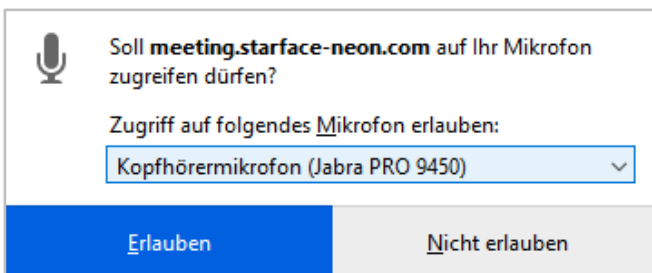 Soll meeting.starface-neon.com auf Ihr Mikrofon
zugreifen dürfen?
Zugriff auf folgendes Mikrofon erlauben:
Kopfhörermikrofon (Jabra PRO 9450)
Erlauben
Nicht erlauben